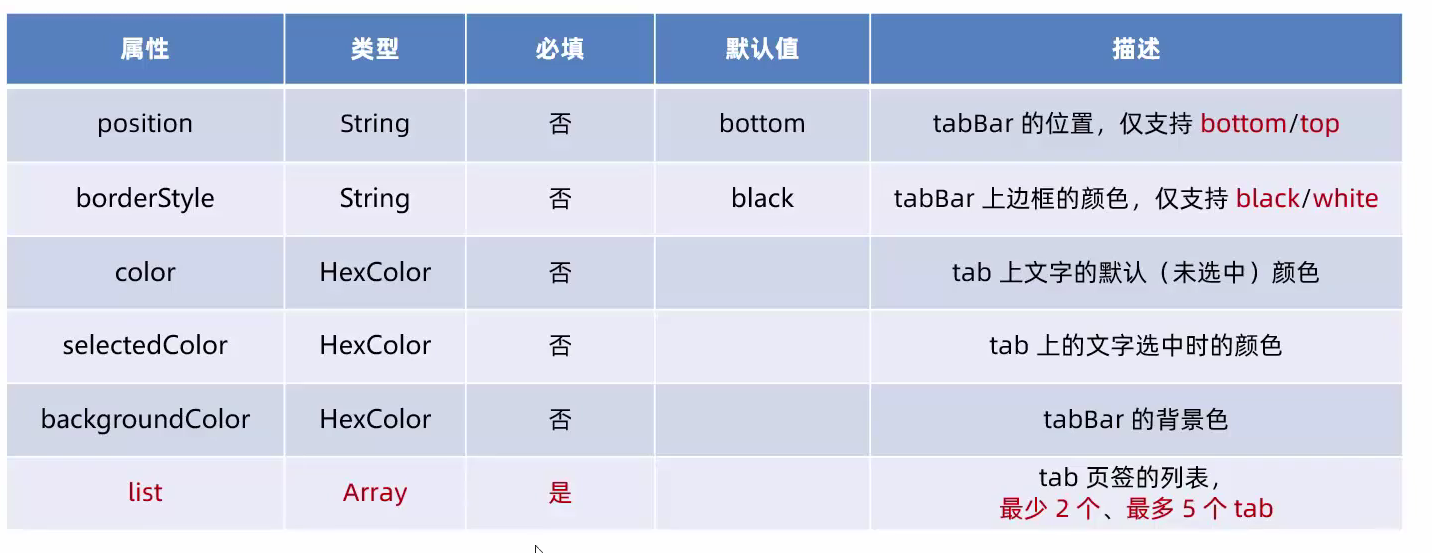 属性 类型 必填 默认值 描述
position String 否 bottom tabBar 的位置，仅支持 bottom/top
borderStyle String 否 black tabBar 上边框的颜色，仅支持 black/white
color HexColor 否 tab 上文字的默认（未选中）颜色
selectedColor HexColor 否 tab 上的文字选中时的颜色
backgroundColor HexColor 否 tabBar 的背景色
list Array 是 tab 页签的列表，
最少 2 个、最多 5 个 tab